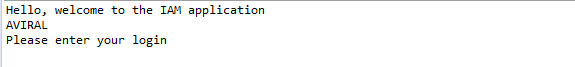 Hello, welcome to the IAM application
AVIRAL
Please enter your login